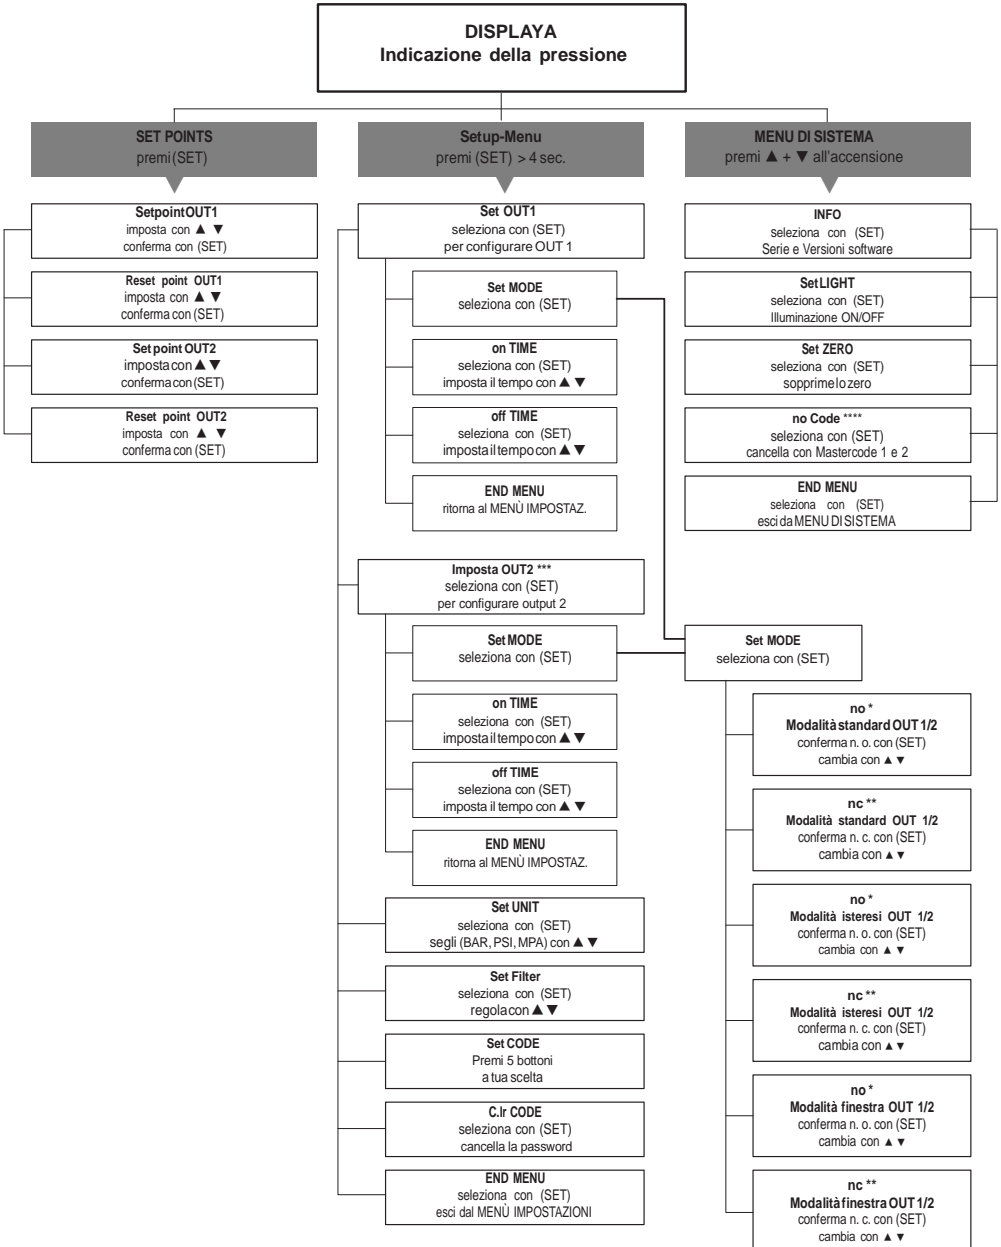 DISPLAYA
Indicazione della pressione
SET POINTS
premi (SET)
Setpoint OUT1
imposta con ▲ ▼
conferma con (SET)
Reset point OUT1
imposta con ▲ ▼
conferma con (SET)
Set point OUT2
imposta con ▲ ▼
conferma con (SET)
Reset point OUT2
imposta con ▲ ▼
conferma con (SET)
Setup-Menu
premi (SET) > 4 sec.
Set OUT1
seleziona con (SET)
per configurare OUT 1
Set MODE
seleziona con (SET)
on TIME
seleziona con (SET)
imposta il tempo con ▲ ▼
off TIME
seleziona con (SET)
imposta il tempo con ▲ ▼
END MENU
ritorna al MENÙ IMPOSTAZ.
Imposta OUT2 ***
seleziona con (SET)
per configurare output 2
Set MODE
seleziona con (SET)
on TIME
seleziona con (SET)
imposta il tempo con ▲ ▼
off TIME
seleziona con (SET)
imposta il tempo con ▲ ▼
END MENU
ritorna al MENÙ IMPOSTAZ.
Set UNIT
seleziona con (SET)
segli (BAR, PSI, MPA) con ▲ ▼
Set Filter
seleziona con (SET)
regola con ▲ ▼
Set CODE
Premi 5 bottoni
a tua scelta
C.lr CODE
seleziona con (SET)
cancella la password
END MENU
seleziona con (SET)
esci dal MENÙ IMPOSTAZIONI
MENU DI SISTEMA
premi ▲ + ▼ all'accensione
INFO
seleziona con (SET)
Serie e Versioni software
Set LIGHT
seleziona con (SET)
Illuminazione ON/OFF
Set ZERO
seleziona con (SET)
sopprime lo zero
no Code ****
seleziona con (SET)
cancella con Mastercode 1 e 2
END MENU
seleziona con (SET)
esci da MENU DI SISTEMA
Set MODE
seleziona con (SET)
no *
Modalità standard OUT 1/2
conferma n. o. con (SET)
cambia con ▲ ▼
nc **
Modalità standard OUT 1/2
conferma n. c. con (SET)
cambia con ▲ ▼
no *
Modalità isteresi OUT 1/2
conferma n. o. con (SET)
cambia con ▲ ▼
nc **
Modalità isteresi OUT 1/2
conferma n. c. con (SET)
cambia con ▲ ▼
no *
Modalità finestra OUT 1/2
conferma n. o. con (SET)
cambia con ▲ ▼
nc **
Modalità finestra OUT 1/2
conferma n. c. con (SET)
cambia con ▲ ▼